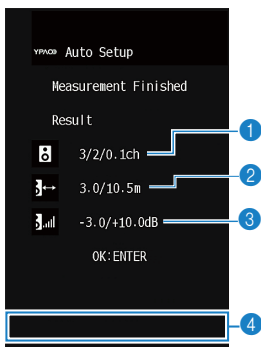 YPAO Auto Setup
Measurement Finished
Result
3/2/0.1ch
1
3.0/10.5m
2
-3.0/+10.0dB
3
OK:ENTER
4